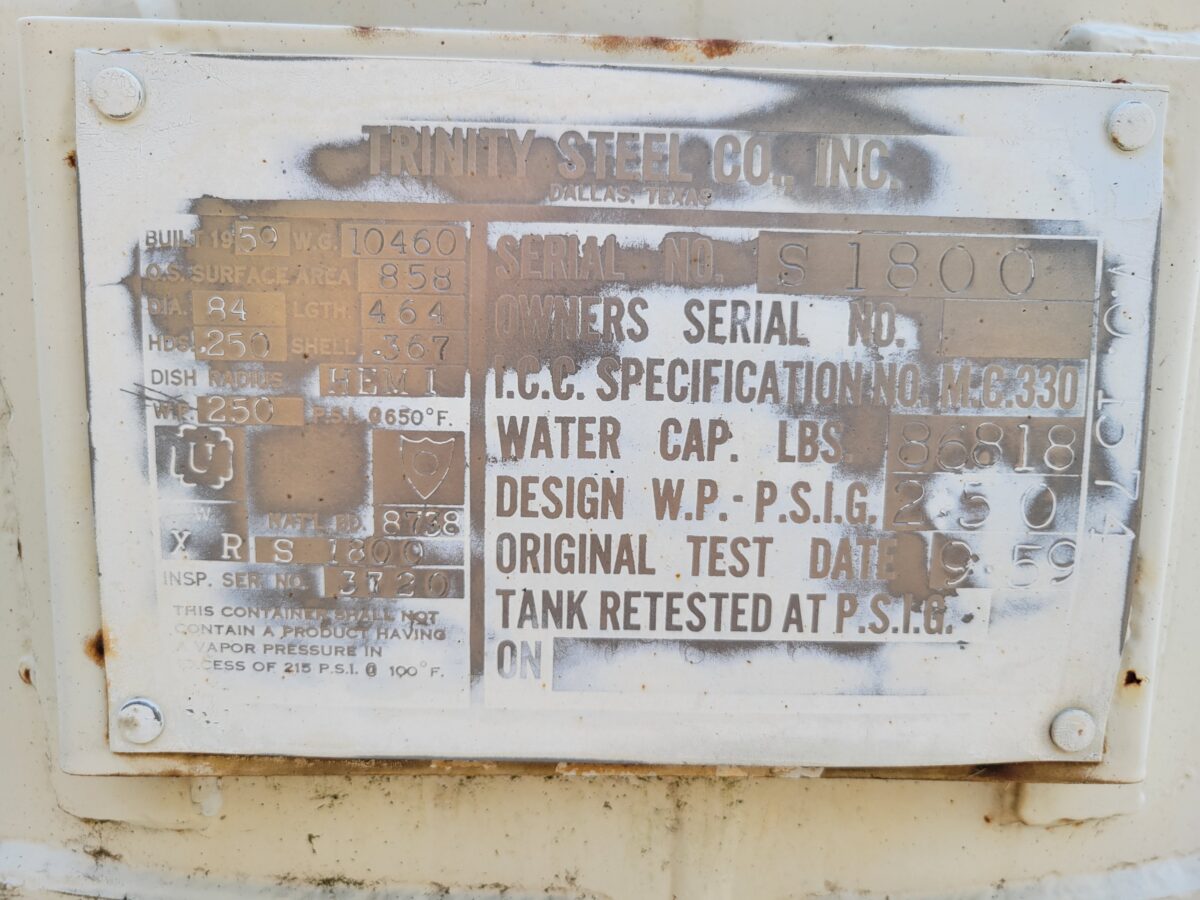 TRINITY STEEL CO., INC.
DALLAS, TEXAS
BUILT 1959 W.G. 10460
O.S. SURFACE AREA 858
DIA. 84 LGTH. 464
HDS. .250 SHELL .367
DISH RADIUS HEMI
W.P. 250 P.S.I. @ 650°F.
U
W
NAT'L. BD. 8738
X R S 1800
INSP. SER. NO. 3720
THIS CONTAINER SHALL NOT
CONTAIN A PRODUCT HAVING
A VAPOR PRESSURE IN
EXCESS OF 215 P.S.I. @ 100°F.
SERIAL NO. S 1800
OWNERS SERIAL NO.
I.C.C. SPECIFICATION NO. M.C.330
WATER CAP. LBS. 86818
DESIGN W.P.- P.S.I.G. 250
ORIGINAL TEST DATE 9 59
TANK RETESTED AT P.S.I.G.
ON